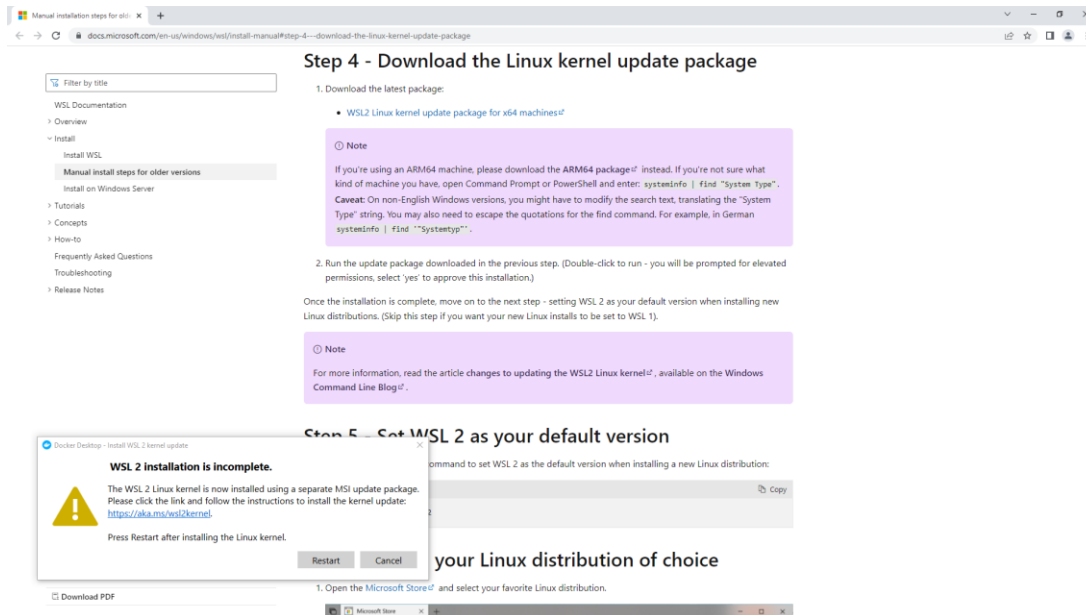 Manual installation steps for old
docs.microsoft.com/en-us/windows/wsl/install-manual#step-4---download-the-linux-kernel-update-package
Filter by title
WSL Documentation
Overview
Install
Install WSL
Manual install steps for older versions
Install on Windows Server
Tutorials
Concepts
How-to
Frequently Asked Questions
Troubleshooting
Release Notes
Step 4 - Download the Linux kernel update package
1. Download the latest package:
• WSL2 Linux kernel update package for x64 machines
Note
If you're using an ARM64 machine, please download the ARM64 package instead. If you're not sure what
kind of machine you have, open Command Prompt or PowerShell and enter: systeminfo | find "System Type".
Caveat: On non-English Windows versions, you might have to modify the search text, translating the "System
Type" string. You may also need to escape the quotations for the find command. For example, in German
systeminfo | find '"Systemtyp"'.
2. Run the update package downloaded in the previous step. (Double-click to run - you will be prompted for elevated
permissions, select 'yes' to approve this installation.)
Once the installation is complete, move on to the next step - setting WSL 2 as your default version when installing new
Linux distributions. (Skip this step if you want your new Linux installs to be set to WSL 1).
Note
For more information, read the article changes to updating the WSL2 Linux kernel, available on the Windows
Command Line Blog.
Step 5 - Set WSL 2 as your default version
ommand to set WSL 2 as the default version when installing a new Linux distribution:
Copy
2
Docker Desktop - Install WSL 2 kernel update
WSL 2 installation is incomplete.
The WSL 2 Linux kernel is now installed using a separate MSI update package.
Please click the link and follow the instructions to install the kernel update:
https://aka.ms/wsl2kernel.
Press Restart after installing the Linux kernel.
Restart Cancel
your Linux distribution of choice
1. Open the Microsoft Store and select your favorite Linux distribution.
Download PDF
Microsoft Store